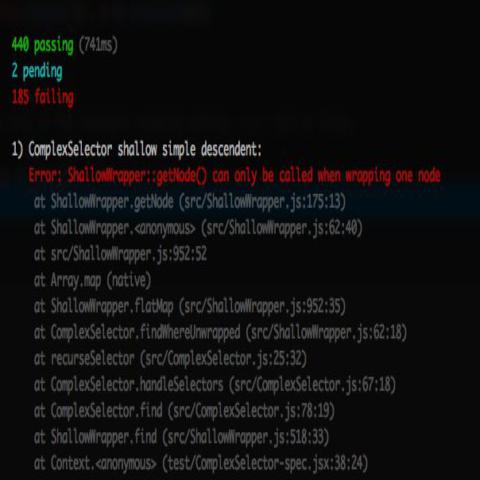 440 passing (741ms)
2 pending
185 failing
1) ComplexSelector shallow simple descendent:
Error: ShallowWrapper::getNode() can only be called when wrapping one node
at ShallowWrapper.getNode (src/ShallowWrapper.js:175:13)
at ShallowWrapper.<anonymous> (src/ShallowWrapper.js:62:40)
at src/ShallowWrapper.js:952:52
at Array.map (native)
at ShallowWrapper.flatMap (src/ShallowWrapper.js:952:35)
at ComplexSelector.findWhereUnwrapped (src/ShallowWrapper.js:62:18)
at recurseSelector (src/ComplexSelector.js:25:32)
at ComplexSelector.handleSelectors (src/ComplexSelector.js:67:18)
at ComplexSelector.find (src/ComplexSelector.js:78:19)
at ShallowWrapper.find (src/ShallowWrapper.js:518:33)
at Context.<anonymous> (test/ComplexSelector-spec.jsx:38:24)